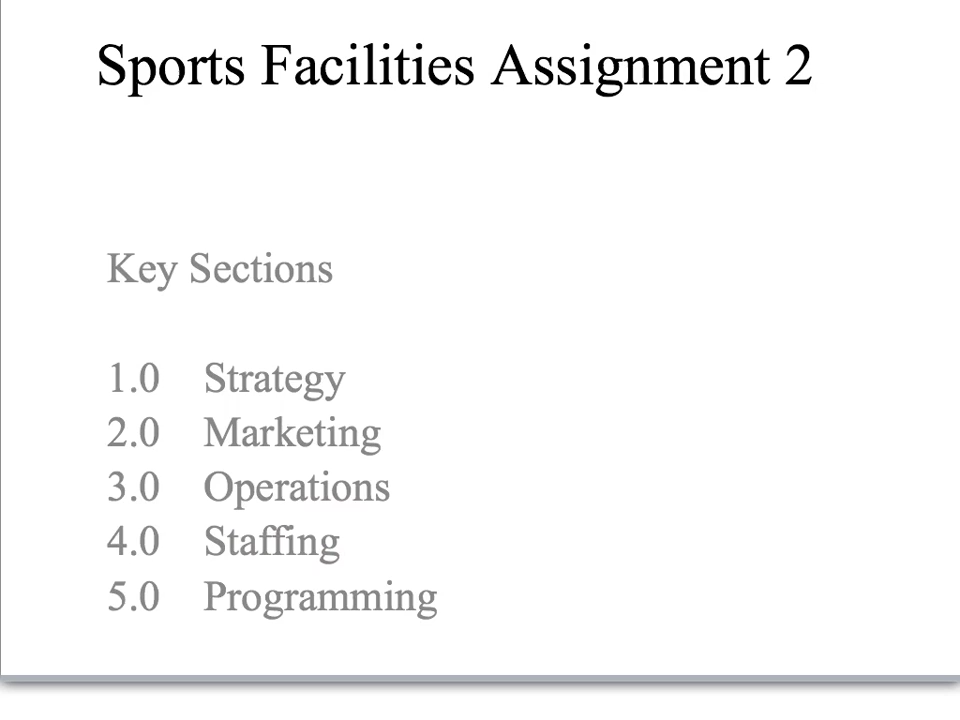 Sports Facilities Assignment 2
Key Sections
1.0 Strategy
2.0 Marketing
3.0 Operations
4.0 Staffing
5.0 Programming